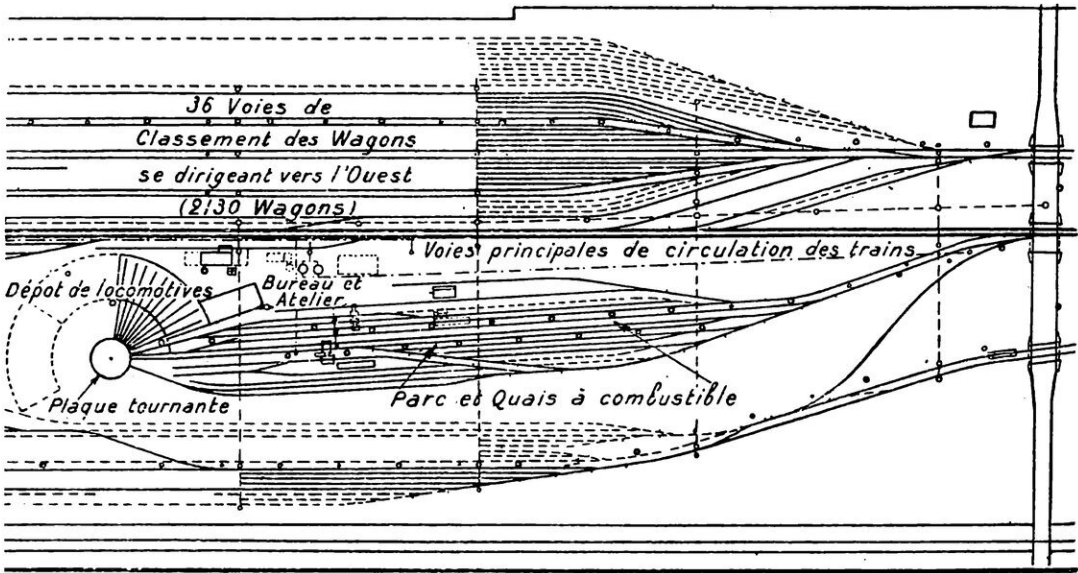 36 Voies de
Classement des Wagons
se dirigeant vers l'Ouest
(2130 Wagons)
Voies principales de circulation des trains
Dépot de locomotives
Bureau et
Atelier
Plaque tournante
Parc et Quais à combustible